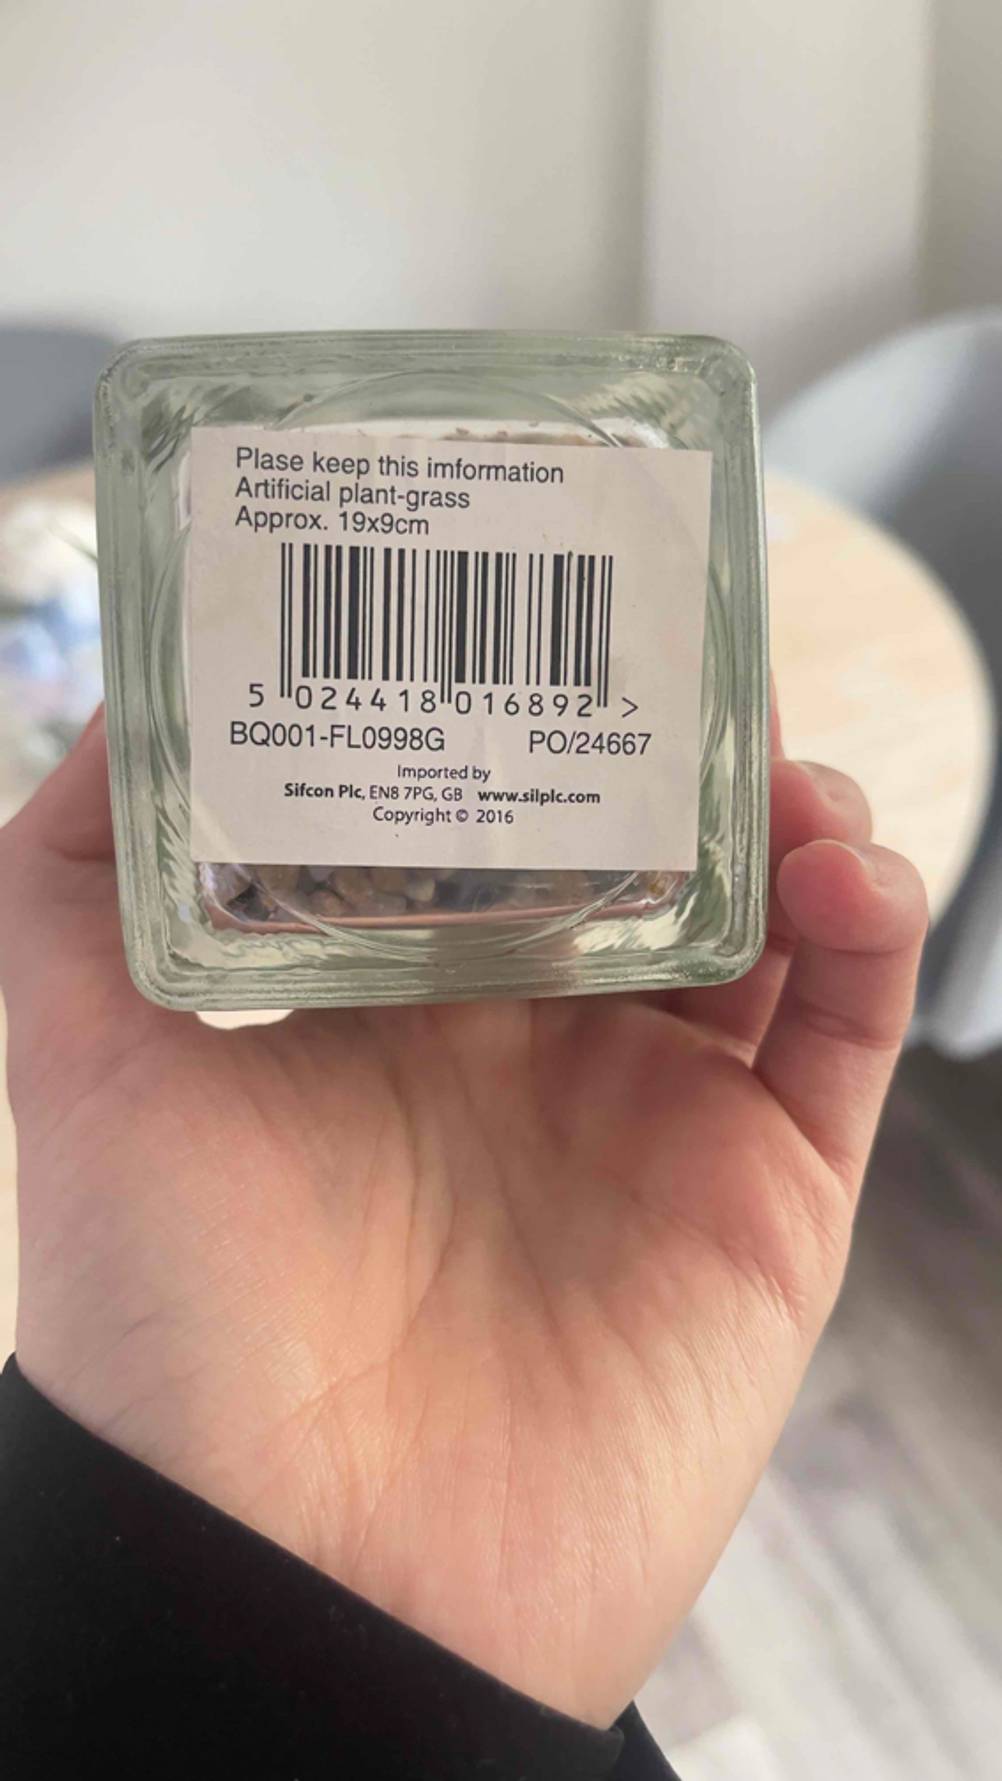 Plase keep this imformation
Artificial plant-grass
Approx. 19x9cm
5 024418 016892 >
BQ001-FL0998G PO/24667
Imported by
Sifcon Plc, EN8 7PG, GB www.silplc.com
Copyright © 2016